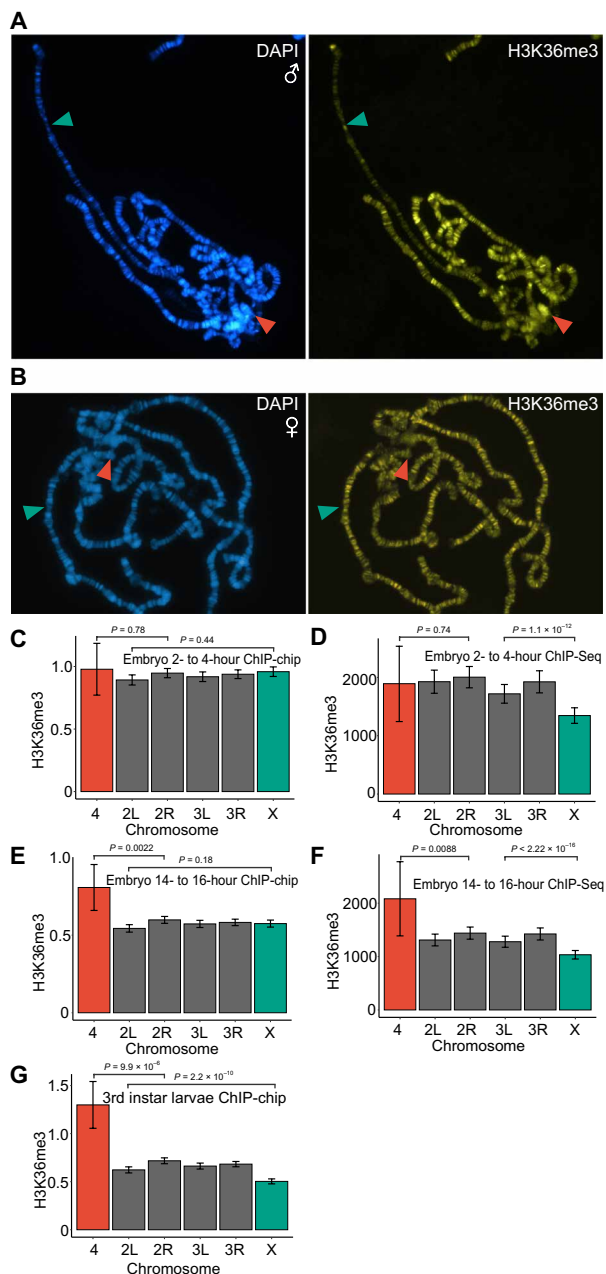 A
DAPI
♂
H3K36me3
B
DAPI
♀
H3K36me3
C
P = 0.78
P = 0.44
Embryo 2- to 4-hour ChIP-chip
H3K36me3
1.0
0.5
0
4 2L 2R 3L 3R X
Chromosome
D
P = 1.1 × 10⁻¹²
P = 0.74
Embryo 2- to 4-hour ChIP-Seq
H3K36me3
2000
1000
0
4 2L 2R 3L 3R X
Chromosome
E
P = 0.0022
P = 0.18
Embryo 14- to 16-hour ChIP-chip
H3K36me3
1.0
0.5
0
4 2L 2R 3L 3R X
Chromosome
F
P < 2.22 × 10⁻¹⁶
P = 0.0088
Embryo 14- to 16-hour ChIP-Seq
H3K36me3
2000
1000
0
4 2L 2R 3L 3R X
Chromosome
G
P = 9.9 × 10⁻⁶
P = 2.2 × 10⁻¹⁰
3rd instar larvae ChIP-chip
H3K36me3
1.5
1.0
0.5
0
4 2L 2R 3L 3R X
Chromosome